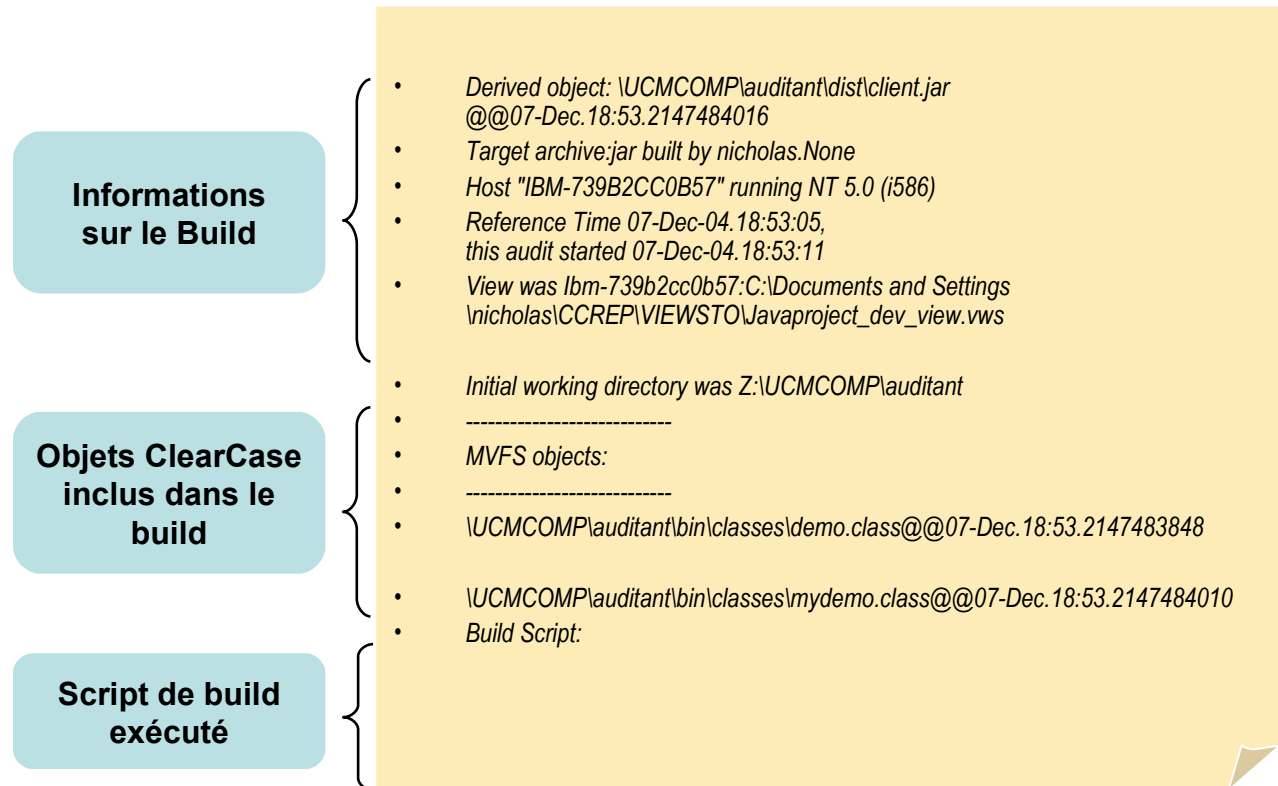 Informations
sur le Build
• Derived object: \UCMCOMP\auditant\dist\client.jar
@@07-Dec.18:53.2147484016
• Target archive:jar built by nicholas.None
• Host "IBM-739B2CC0B57" running NT 5.0 (i586)
• Reference Time 07-Dec-04.18:53:05,
this audit started 07-Dec-04.18:53:11
• View was Ibm-739b2cc0b57:C:\Documents and Settings
\nicholas\CCREP\VIEWSTO\Javaproject_dev_view.vws
Objets ClearCase
inclus dans le
build
• Initial working directory was Z:\UCMCOMP\auditant
• ----------------------------
• MVFS objects:
• ----------------------------
• \UCMCOMP\auditant\bin\classes\demo.class@@07-Dec.18:53.2147483848
• \UCMCOMP\auditant\bin\classes\mydemo.class@@07-Dec.18:53.2147484010
Script de build
exécuté
• Build Script: